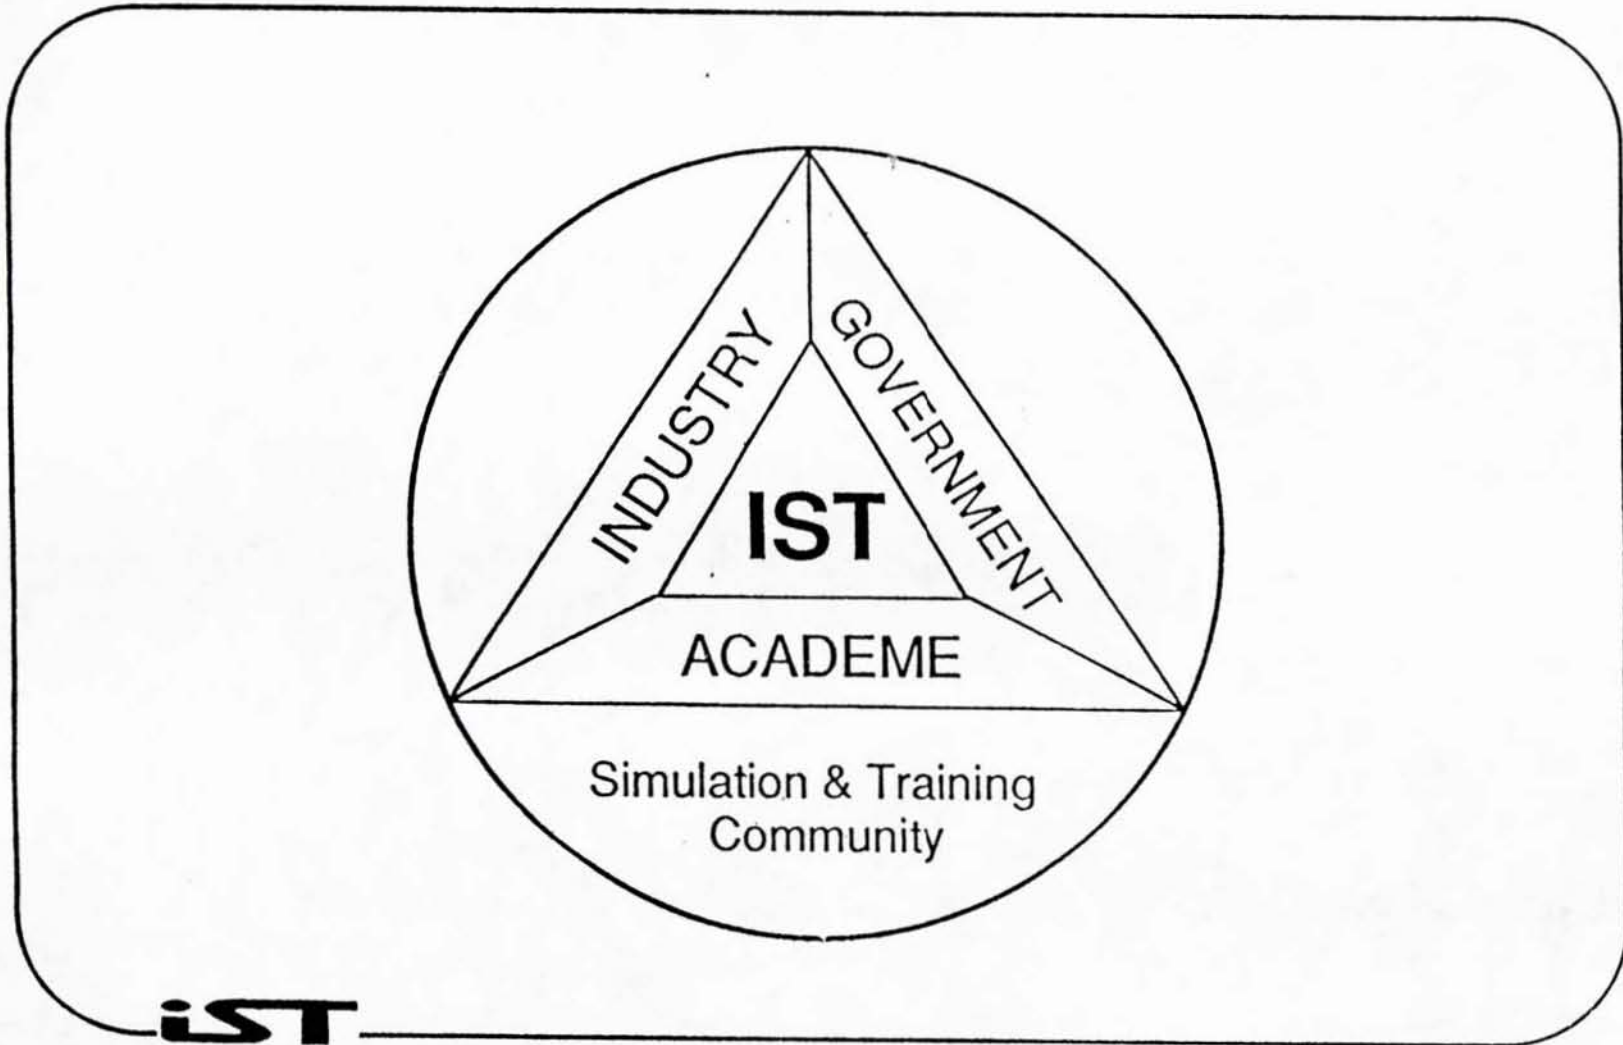 INDUSTRY
GOVERNMENT
IST
ACADEME
Simulation & Training
Community
iST